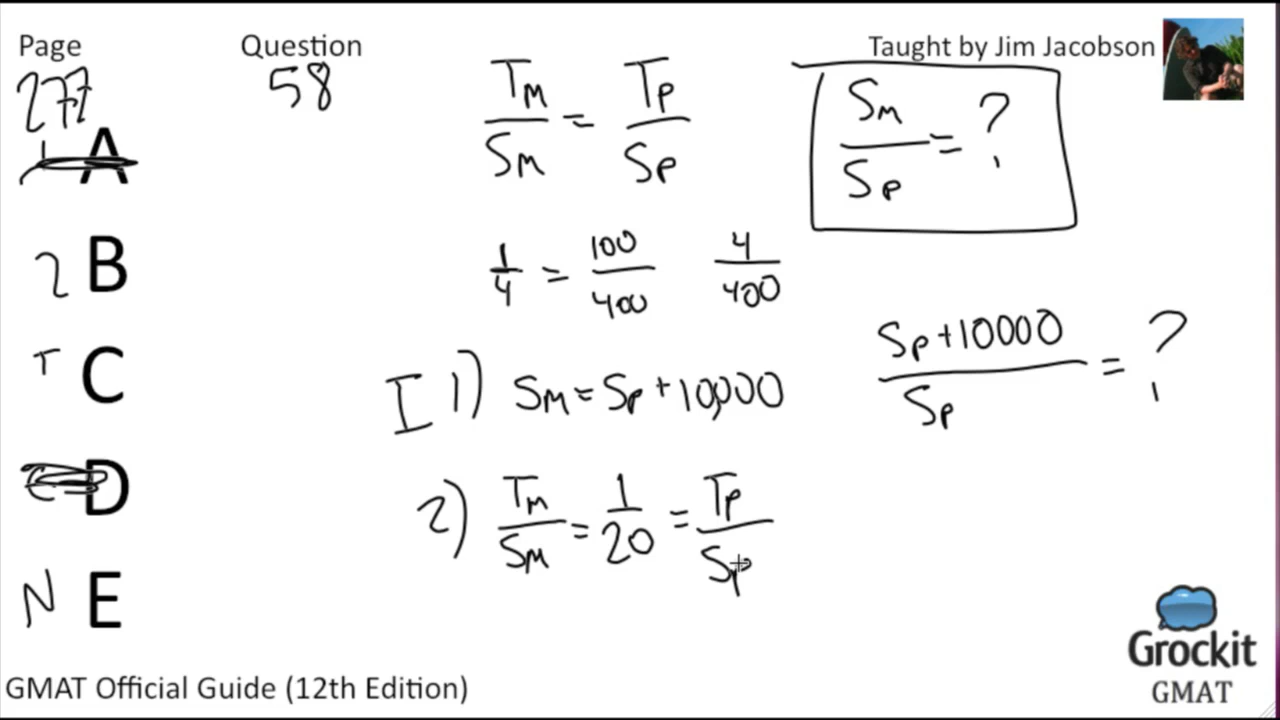 Page Question Taught by Jim Jacobson
277 58
T_M/S_M = T_P/S_P
S_M/S_P = ?
1 A
2 B
T C
E D
N E
1/4 = 100/400 4/400
I 1) S_M = S_P + 10,000
S_P+10000/S_P = ?
2) T_M/S_M = 1/20 = T_P/S_P
Grockit
GMAT
GMAT Official Guide (12th Edition)